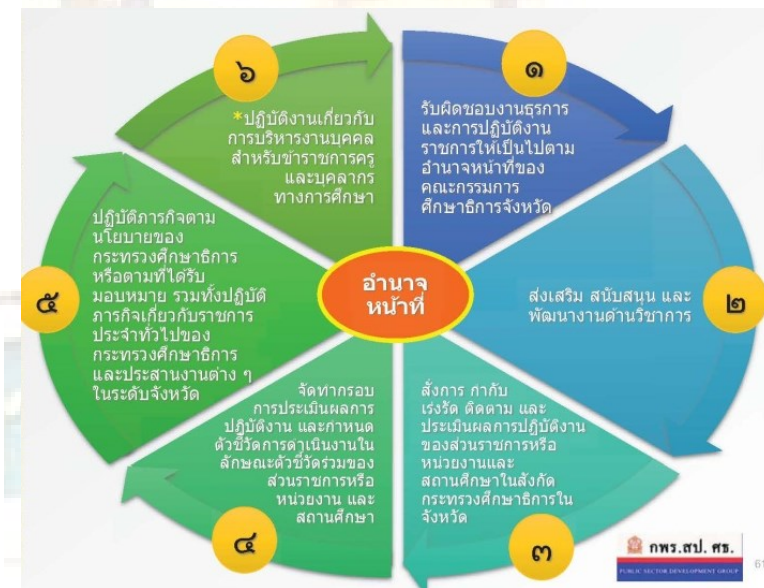 ๑
รับผิดชอบงานธุรการ
และการปฏิบัติงาน
ราชการให้เป็นไปตาม
อำนาจหน้าที่ของ
คณะกรรมการ
ศึกษาธิการจังหวัด
๒
ส่งเสริม สนับสนุน และ
พัฒนางานด้านวิชาการ
๓
สั่งการ กำกับ
เร่งรัด ติดตาม และ
ประเมินผลการปฏิบัติงาน
ของส่วนราชการหรือ
หน่วยงานและ
สถานศึกษาในสังกัด
กระทรวงศึกษาธิการใน
จังหวัด
๔
จัดทำกรอบ
การประเมินผลการ
ปฏิบัติงาน และกำหนด
ตัวชี้วัดการดำเนินงานใน
ลักษณะตัวชี้วัดร่วมของ
ส่วนราชการหรือ
หน่วยงาน และ
สถานศึกษา
๕
ปฏิบัติภารกิจตาม
นโยบายของ
กระทรวงศึกษาธิการ
หรือตามที่ได้รับ
มอบหมาย รวมทั้งปฏิบัติ
ภารกิจเกี่ยวกับราชการ
ประจำทั่วไปของ
กระทรวงศึกษาธิการ
และประสานงานต่าง ๆ
ในระดับจังหวัด
๖
*ปฏิบัติงานเกี่ยวกับ
การบริหารงานบุคคล
สำหรับข้าราชการครู
และบุคลากร
ทางการศึกษา
อำนาจ
หน้าที่
กพร.สป. ศธ.
PUBLIC SECTOR DEVELOPMENT GROUP